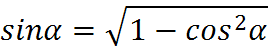 sinα = √(1 − cos²α)